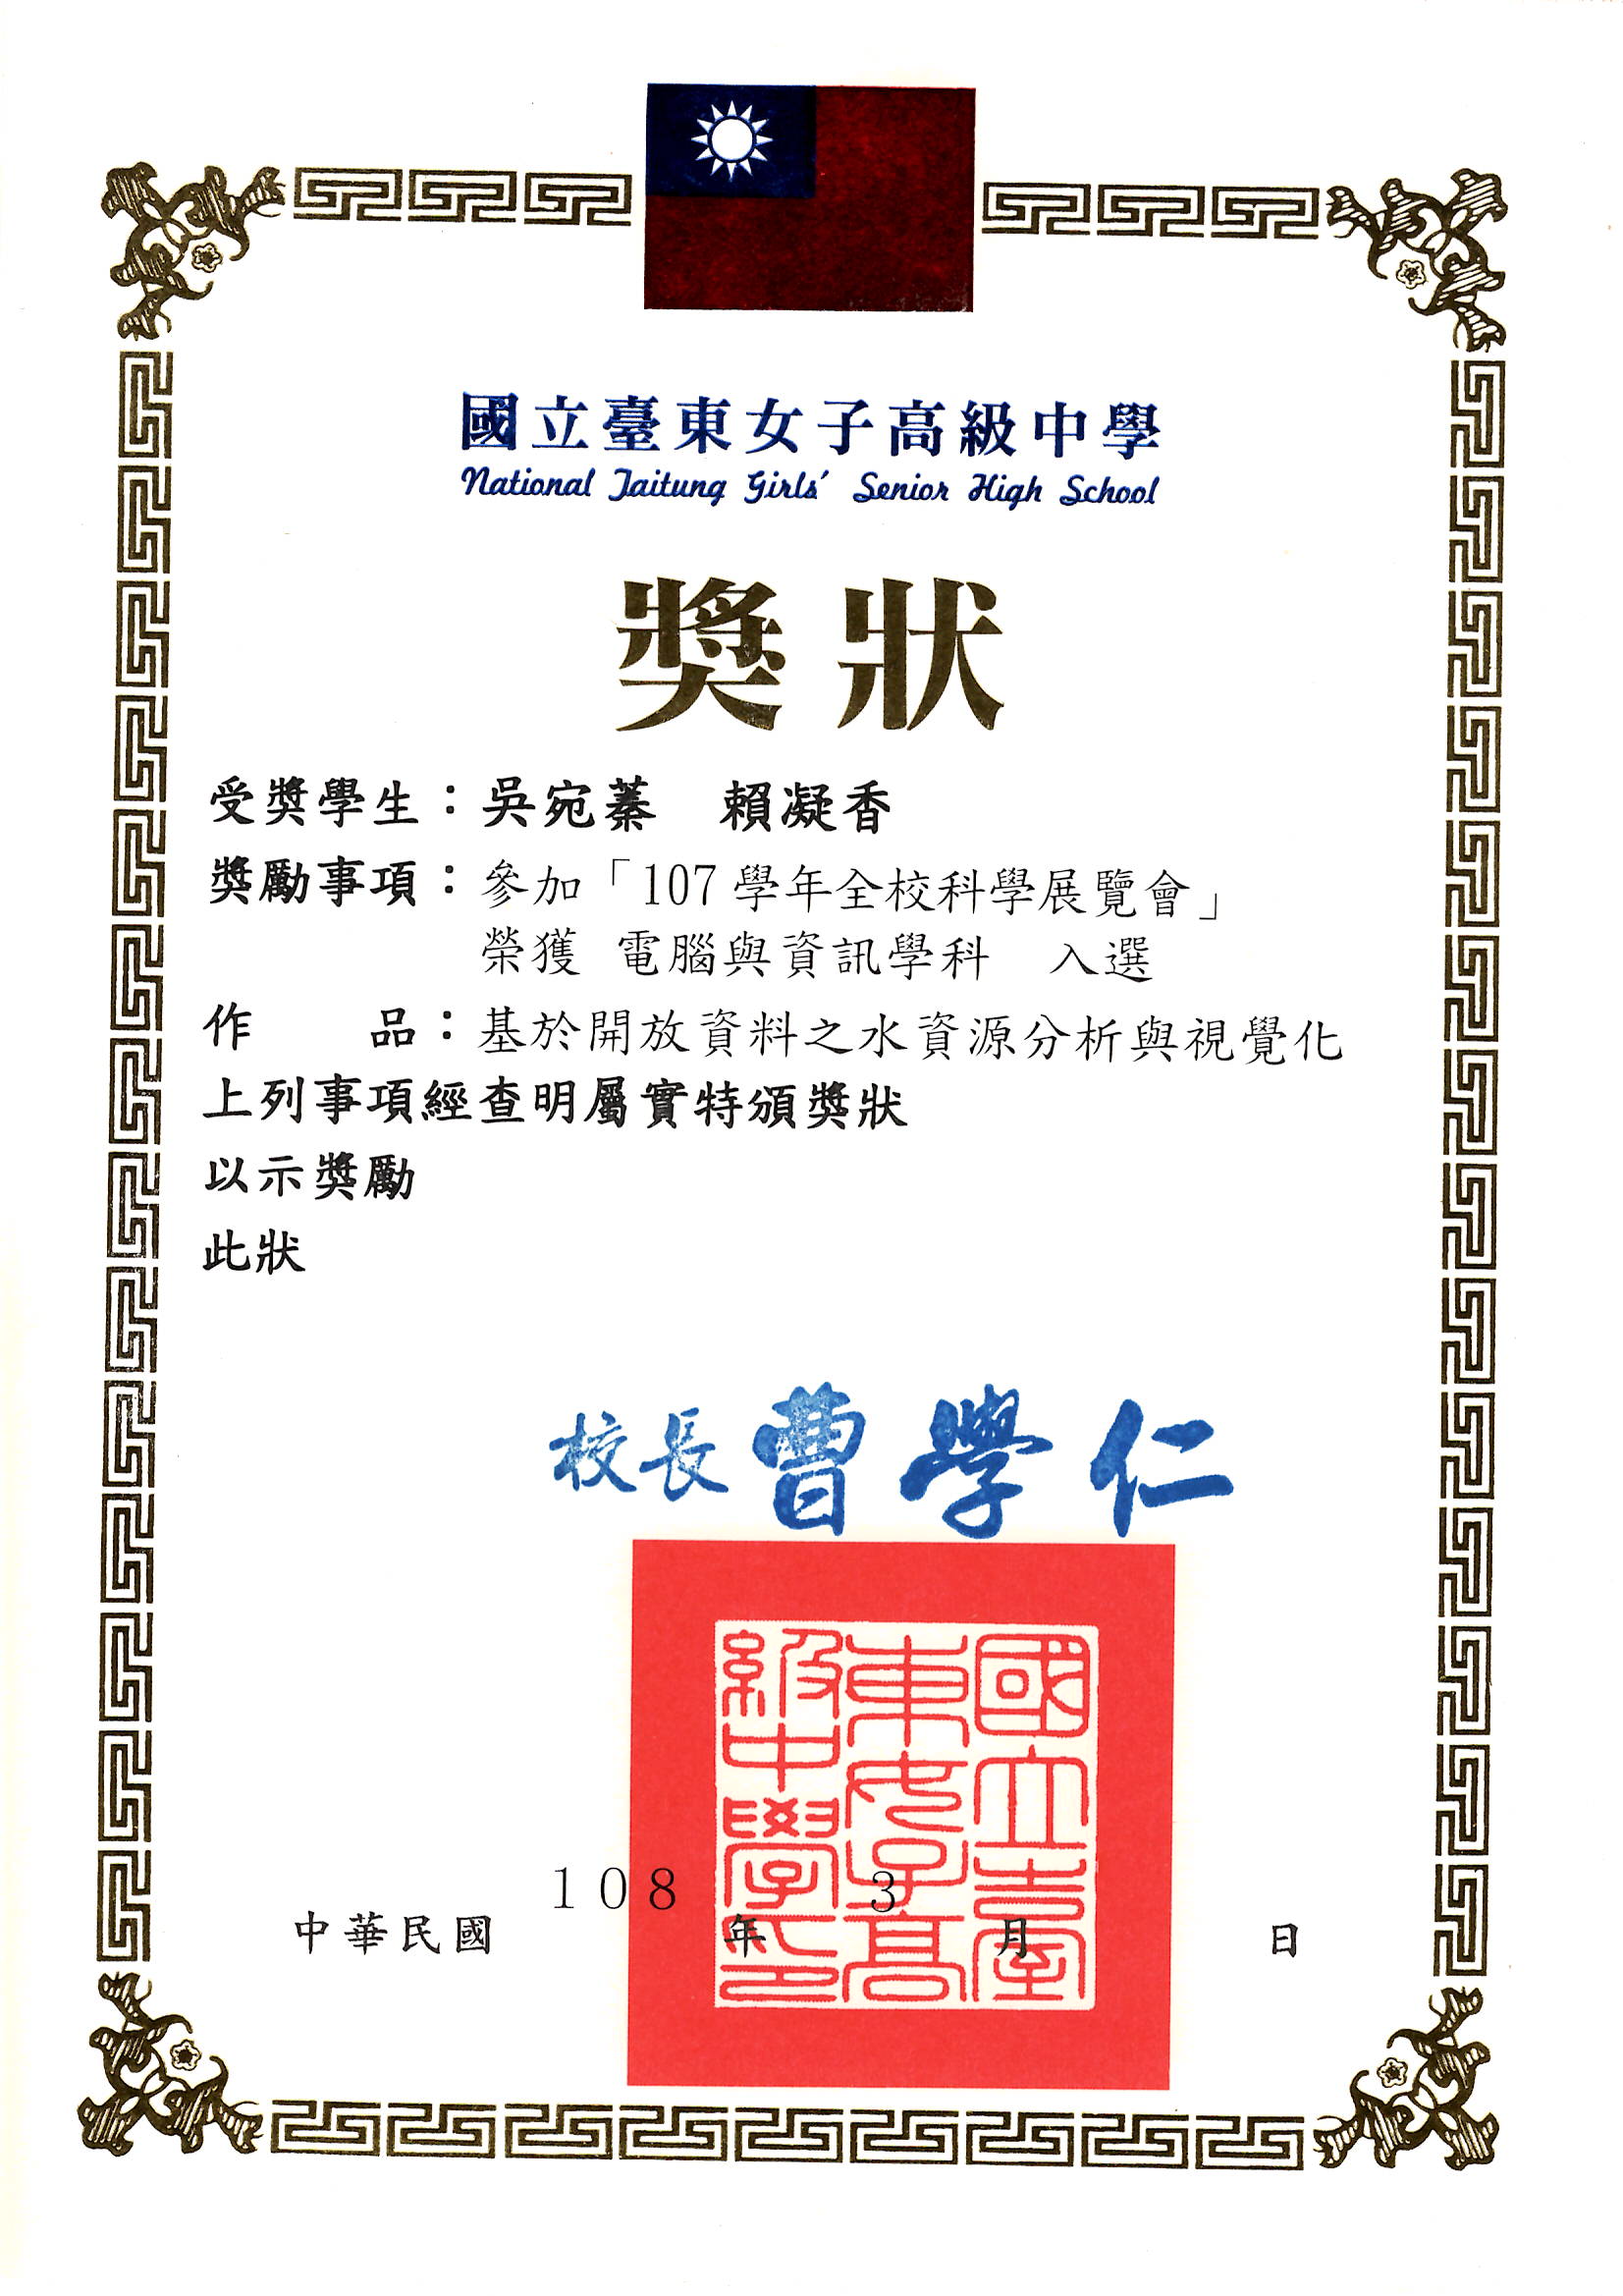 國立臺東女子高級中學
National Taitung Girls' Senior High School
獎狀
受獎學生：吳宛蓁　賴凝香
獎勵事項：參加「107學年全校科學展覽會」
榮獲 電腦與資訊學科　入選
作　　品：基於開放資料之水資源分析與視覺化
上列事項經查明屬實特頒獎狀
以示獎勵
此狀
校長 曹學仁
國立臺
東女子高
級中學印
中華民國 108 年 3 月 日